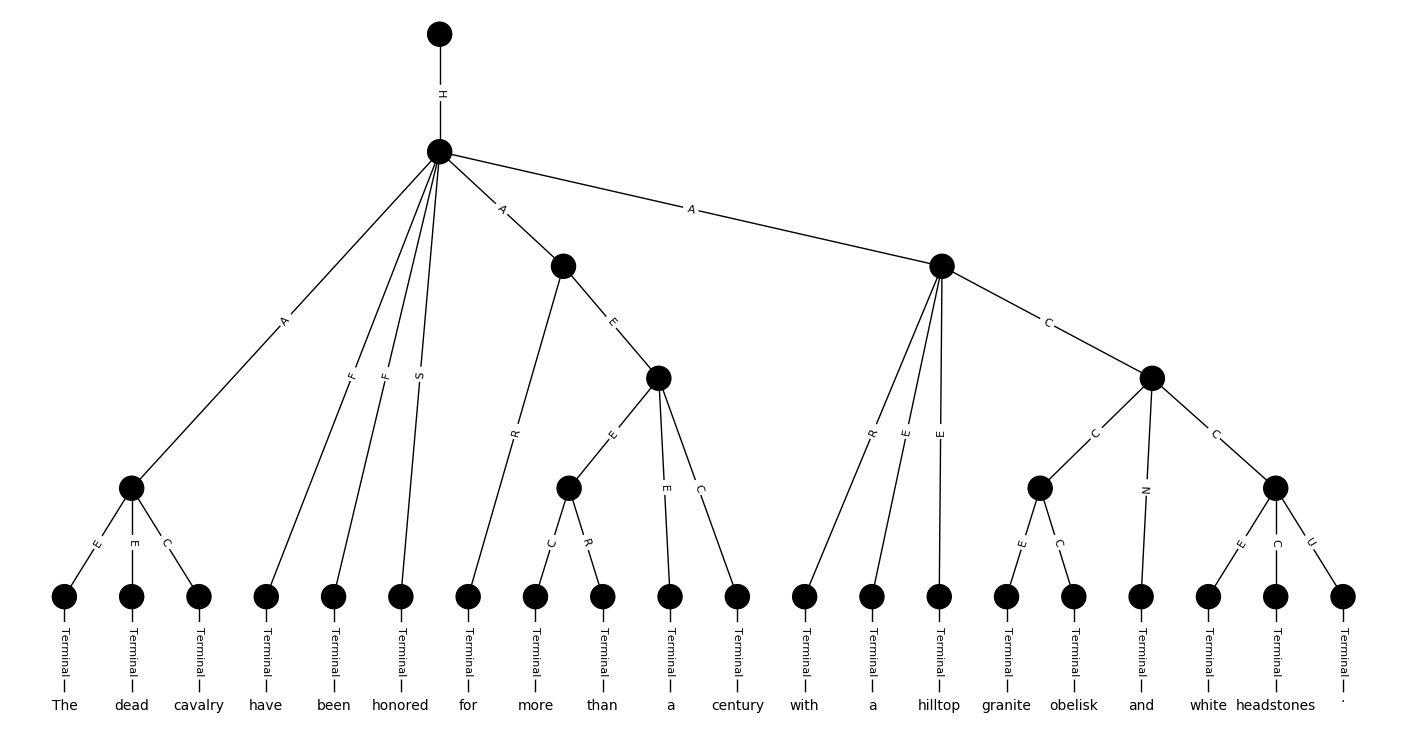 H
A
A
A
F
F
S
E
C
R
R
E
E
E
C
N
C
E
C
E
E
C
C
R
E
C
E
C
U
Terminal Terminal Terminal Terminal Terminal Terminal Terminal Terminal Terminal Terminal Terminal Terminal Terminal Terminal Terminal Terminal Terminal Terminal Terminal Terminal
The dead cavalry have been honored for more than a century with a hilltop granite obelisk and white headstones .